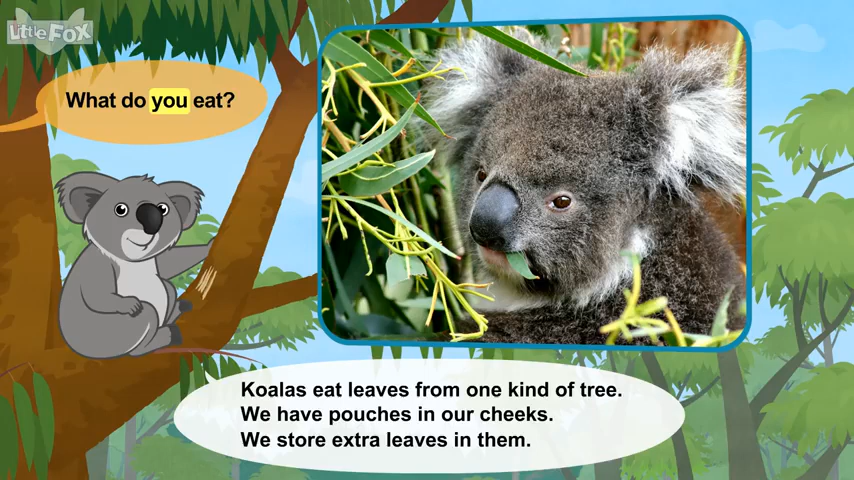 LITTLE FOX
What do you eat?
Koalas eat leaves from one kind of tree.
We have pouches in our cheeks.
We store extra leaves in them.